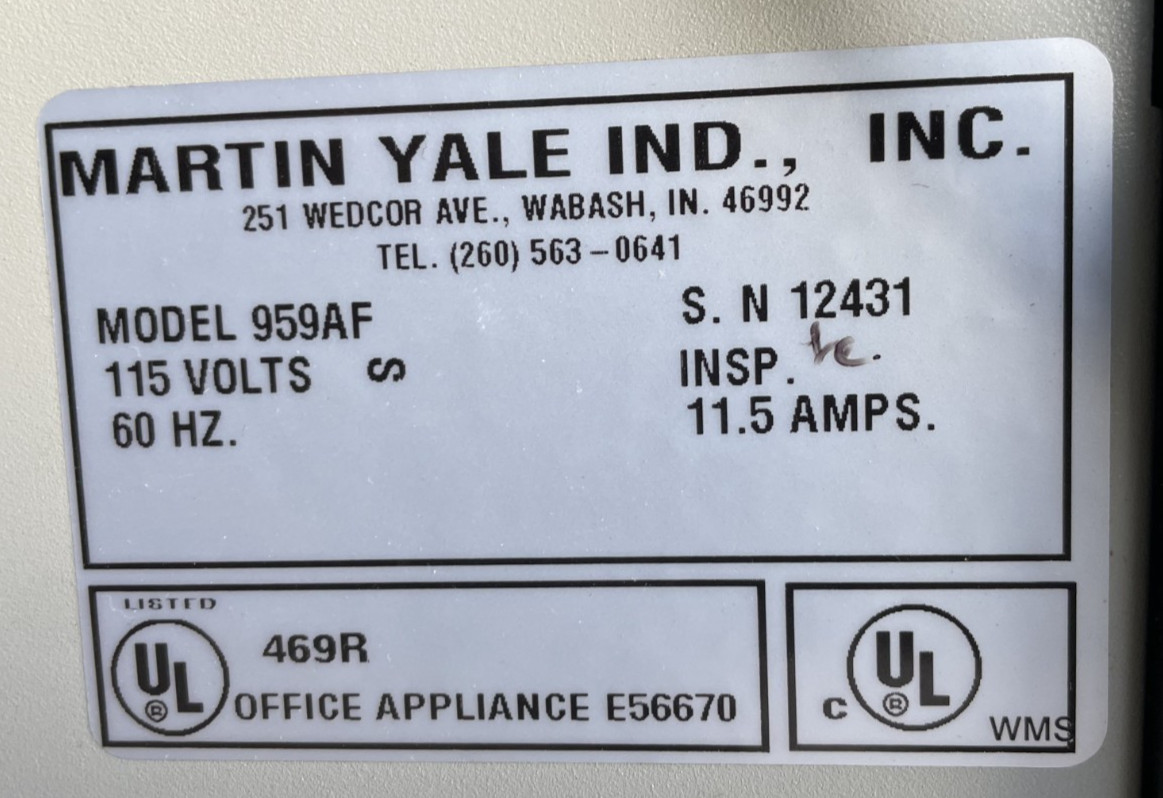 MARTIN YALE IND., INC.
251 WEDCOR AVE., WABASH, IN. 46992
TEL. (260) 563-0641
MODEL 959AF
115 VOLTS S
60 HZ.
S. N 12431
INSP.
11.5 AMPS.
LISTED
UL ®
469R
OFFICE APPLIANCE E56670
C UL ®
WMS